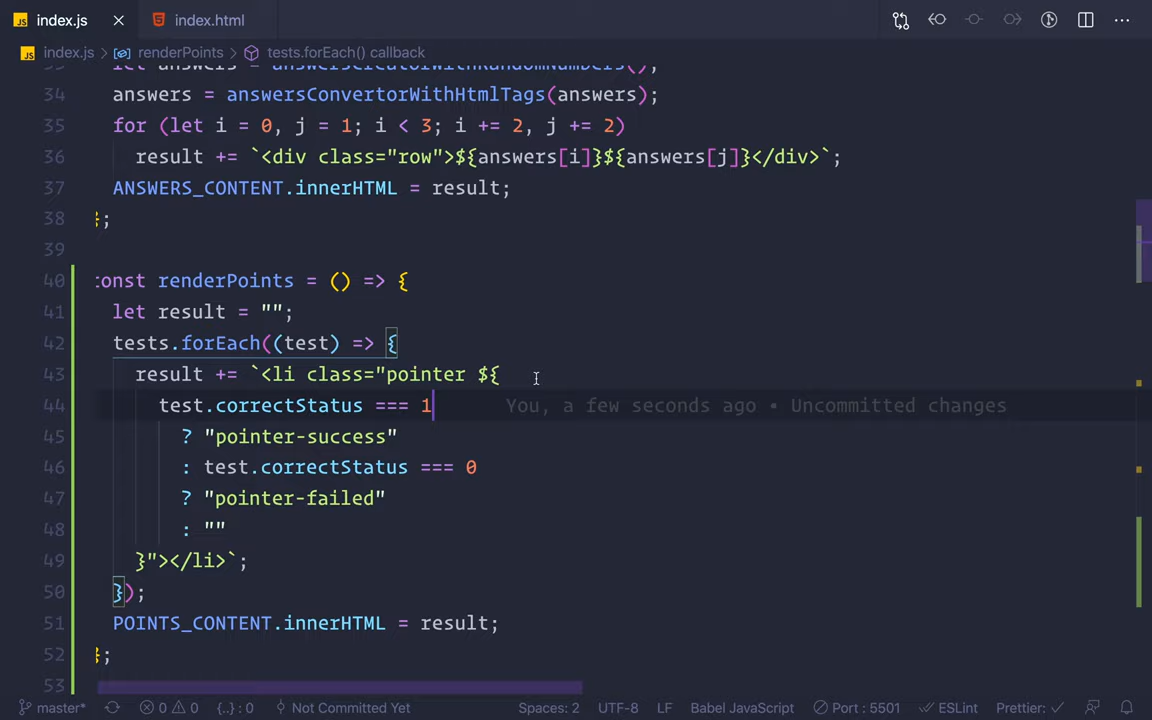 JS index.js × index.html
JS index.js > renderPoints > tests.forEach() callback
34 answers = answersConvertorWithHtmlTags(answers);
35 for (let i = 0, j = 1; i < 3; i += 2, j += 2)
36 result += `<div class="row">${answers[i]}${answers[j]}</div>`;
37 ANSWERS_CONTENT.innerHTML = result;
38 };
39
40 const renderPoints = () => {
41 let result = "";
42 tests.forEach((test) => {
43 result += `<li class="pointer ${
44 test.correctStatus === 1 You, a few seconds ago • Uncommitted changes
45 ? "pointer-success"
46 : test.correctStatus === 0
47 ? "pointer-failed"
48 : ""
49 }"></li>`;
50 });
51 POINTS_CONTENT.innerHTML = result;
52 };
53
master* 0 0 {..} : 0 Not Committed Yet Spaces: 2 UTF-8 LF Babel JavaScript Port : 5501 ESLint Prettier: ✓